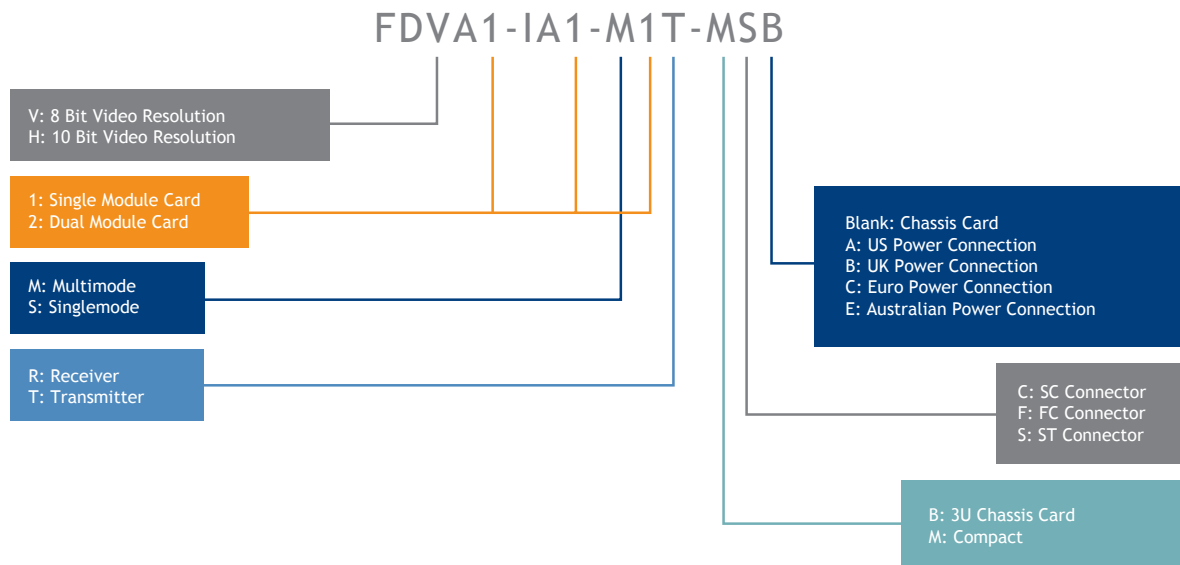 FDVA1-IA1-M1T-MSB
V: 8 Bit Video Resolution
H: 10 Bit Video Resolution
1: Single Module Card
2: Dual Module Card
M: Multimode
S: Singlemode
R: Receiver
T: Transmitter
Blank: Chassis Card
A: US Power Connection
B: UK Power Connection
C: Euro Power Connection
E: Australian Power Connection
C: SC Connector
F: FC Connector
S: ST Connector
B: 3U Chassis Card
M: Compact